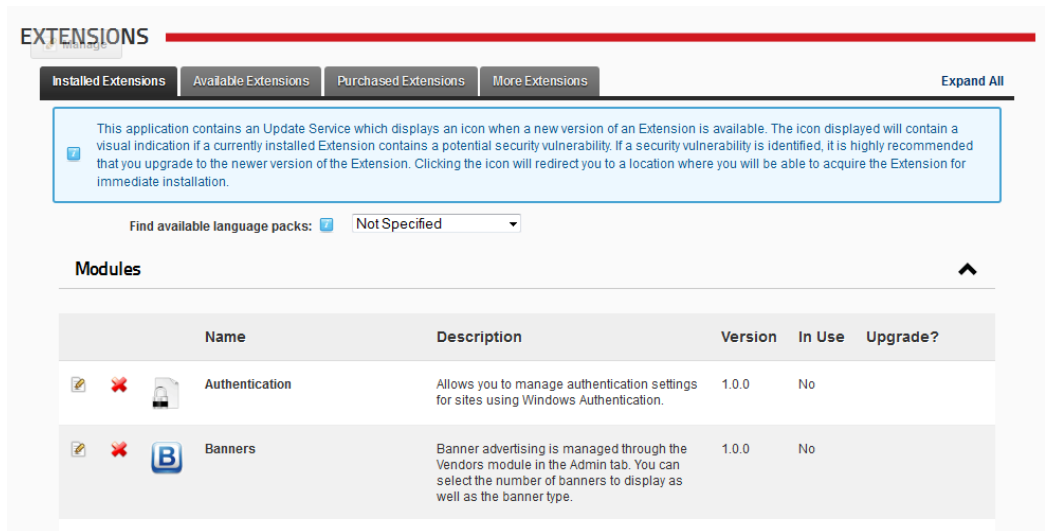 EXTENSIONS
Manage
Installed Extensions Available Extensions Purchased Extensions More Extensions Expand All
This application contains an Update Service which displays an icon when a new version of an Extension is available. The icon displayed will contain a
visual indication if a currently installed Extension contains a potential security vulnerability. If a security vulnerability is identified, it is highly recommended
that you upgrade to the newer version of the Extension. Clicking the icon will redirect you to a location where you will be able to acquire the Extension for
immediate installation.
Find available language packs: Not Specified
Modules
Name Description Version In Use Upgrade?
Authentication Allows you to manage authentication settings 1.0.0 No
for sites using Windows Authentication.
B Banners Banner advertising is managed through the 1.0.0 No
Vendors module in the Admin tab. You can
select the number of banners to display as
well as the banner type.